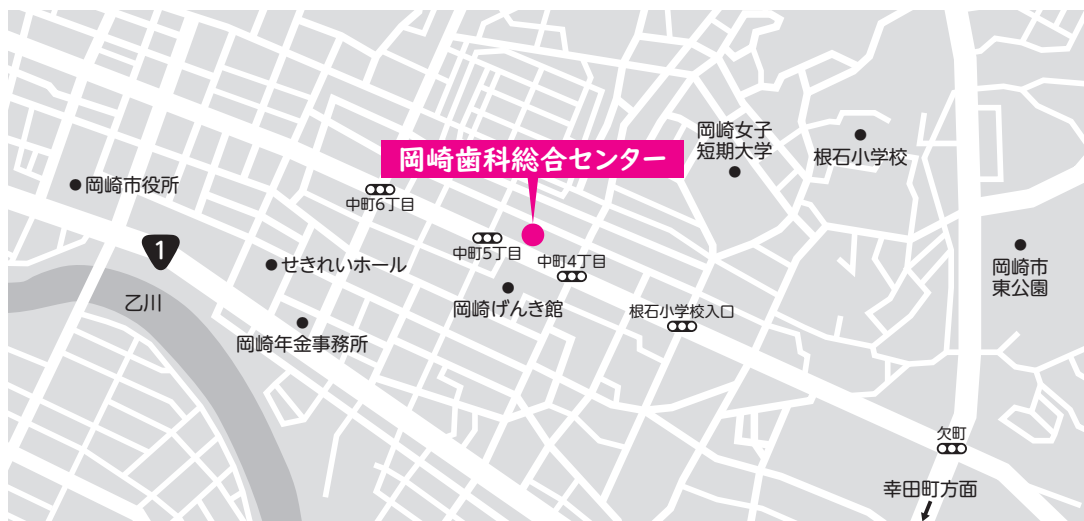 岡崎女子
短期大学
根石小学校
岡崎歯科総合センター
岡崎市役所
中町6丁目
1
せきれいホール
中町5丁目
中町4丁目
岡崎市
東公園
乙川
岡崎げんき館
根石小学校入口
岡崎年金事務所
欠町
幸田町方面